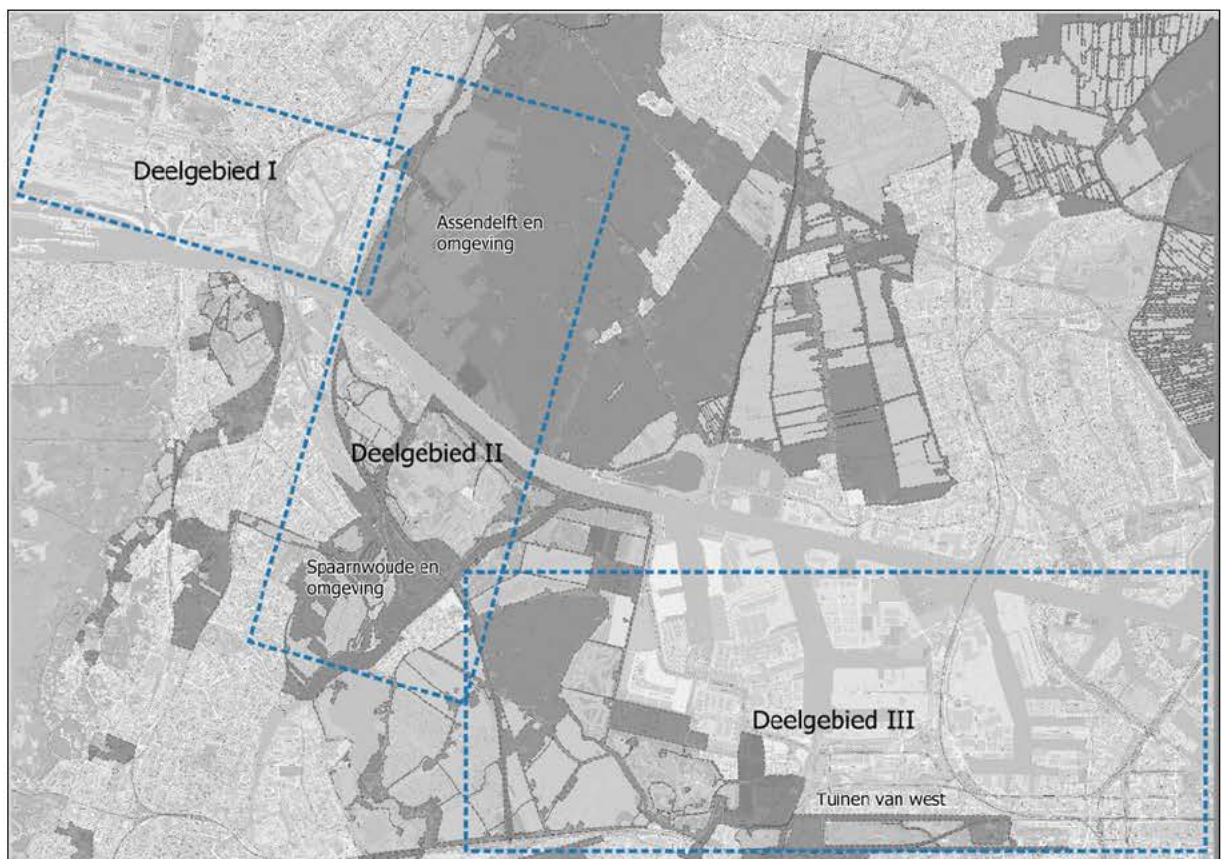 Deelgebied I
Assendelft en
omgeving
Deelgebied II
Spaarnwoude en
omgeving
Deelgebied III
Tuinen van west